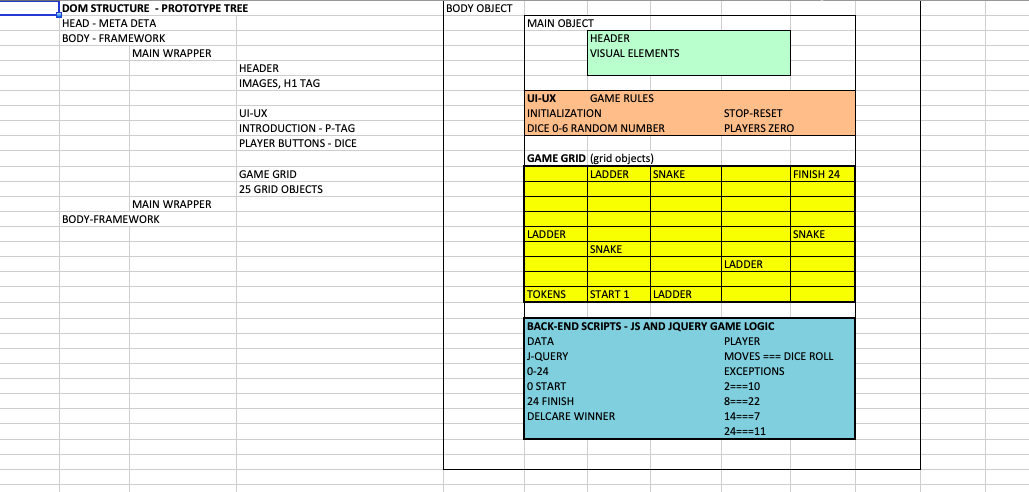 DOM STRUCTURE - PROTOTYPE TREE
HEAD - META DETA
BODY - FRAMEWORK
MAIN WRAPPER
HEADER
IMAGES, H1 TAG
UI-UX
INTRODUCTION - P-TAG
PLAYER BUTTONS - DICE
GAME GRID
25 GRID OBJECTS
MAIN WRAPPER
BODY-FRAMEWORK
BODY OBJECT
MAIN OBJECT
HEADER
VISUAL ELEMENTS
UI-UX GAME RULES
INITIALIZATION STOP-RESET
DICE 0-6 RANDOM NUMBER PLAYERS ZERO
GAME GRID (grid objects)
LADDER SNAKE FINISH 24
LADDER SNAKE
SNAKE
LADDER
TOKENS START 1 LADDER
BACK-END SCRIPTS - JS AND JQUERY GAME LOGIC
DATA PLAYER
J-QUERY MOVES === DICE ROLL
0-24 EXCEPTIONS
0 START 2===10
24 FINISH 8===22
DELCARE WINNER 14===7
24===11